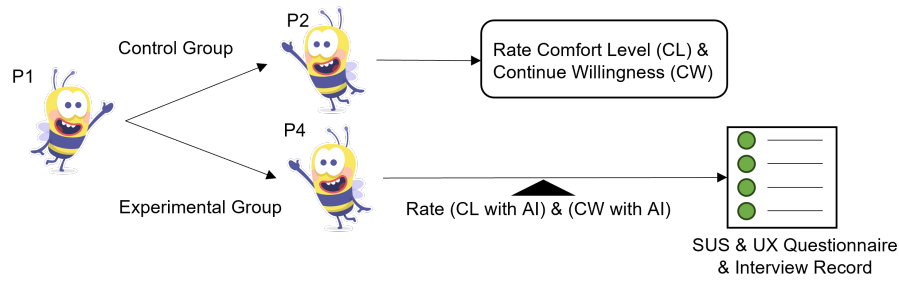 P1
Control Group
P2
Rate Comfort Level (CL) &
Continue Willingness (CW)
P4
Experimental Group
Rate (CL with AI) & (CW with AI)
SUS & UX Questionnaire
& Interview Record